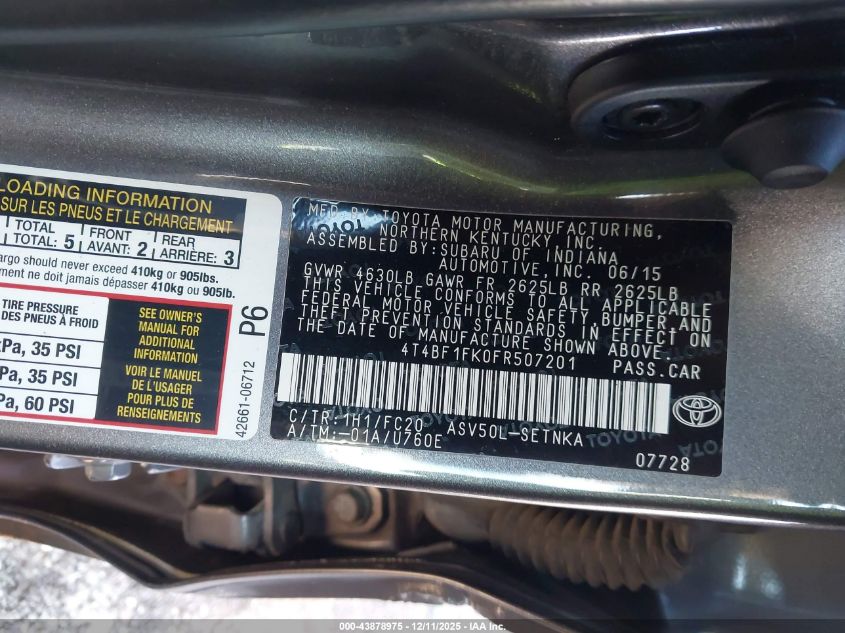 LOADING INFORMATION
SUR LES PNEUS ET LE CHARGEMENT
TOTAL
TOTAL: 5
FRONT
AVANT: 2
REAR
ARRIÈRE: 3
argo should never exceed 410kg or 905lbs.
ment ne doit jamais dépasser 410kg ou 905lb.
TIRE PRESSURE
DES PNEUS À FROID
kPa, 35 PSI
Pa, 35 PSI
Pa, 60 PSI
SEE OWNER'S
MANUAL FOR
ADDITIONAL
INFORMATION
VOIR LE MANUEL
DE L'USAGER
POUR PLUS DE
RENSEIGNEMENTS
P6
42661-06712
MFD BY TOYOTA MOTOR MANUFACTURING,
NORTHERN KENTUCKY, INC.
ASSEMBLED BY: SUBARU OF INDIANA
AUTOMOTIVE, INC. 06/15
GVWR 4630LB GAWR FR 2625LB RR 2625LB
THIS VEHICLE CONFORMS TO ALL APPLICABLE
FEDERAL MOTOR VEHICLE SAFETY, BUMPER, AND
THEFT PREVENTION STANDARDS IN EFFECT ON
THE DATE OF MANUFACTURE SHOWN ABOVE.
4T4BF1FK0FR507201 PASS.CAR
C/TR: 1H1/FC20 ASV50L-SETNKA
A/TM:-01A/U760E
07728
000-43878975 - 12/11/2025 - IAA Inc.